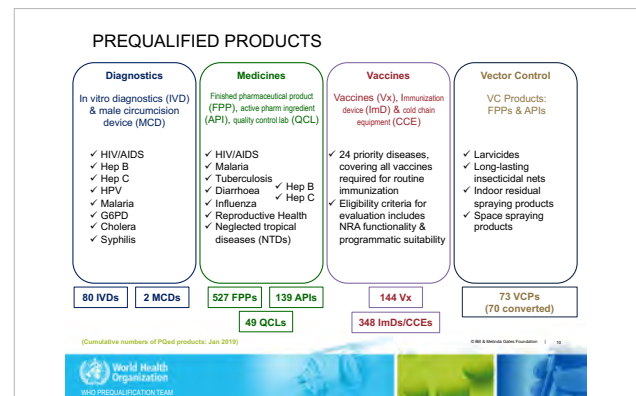 PREQUALIFIED PRODUCTS
Diagnostics
In vitro diagnostics (IVD)
& male circumcision
device (MCD)
✓ HIV/AIDS
✓ Hep B
✓ Hep C
✓ HPV
✓ Malaria
✓ G6PD
✓ Cholera
✓ Syphilis
80 IVDs
2 MCDs
Medicines
Finished pharmaceutical product
(FPP), active pharm ingredient
(API), quality control lab (QCL)
✓ HIV/AIDS
✓ Malaria
✓ Tuberculosis
✓ Diarrhoea
✓ Influenza
✓ Reproductive Health
✓ Neglected tropical
diseases (NTDs)
✓ Hep B
✓ Hep C
527 FPPs
139 APIs
49 QCLs
Vaccines
Vaccines (Vx), Immunization
device (ImD) & cold chain
equipment (CCE)
✓ 24 priority diseases,
covering all vaccines
required for routine
immunization
✓ Eligibility criteria for
evaluation includes
NRA functionality &
programmatic suitability
144 Vx
348 ImDs/CCEs
Vector Control
VC Products:
FPPs & APIs
✓ Larvicides
✓ Long-lasting
insecticidal nets
✓ Indoor residual
spraying products
✓ Space spraying
products
73 VCPs
(70 converted)
(Cumulative numbers of PQed products: Jan 2019)
© Bill & Melinda Gates Foundation | 10
World Health
Organization
WHO PREQUALIFICATION TEAM